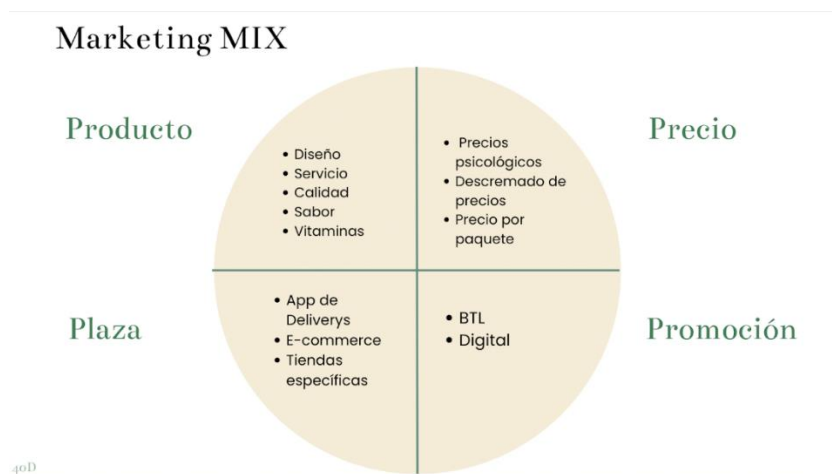 Marketing MIX
Producto
• Diseño
• Servicio
• Calidad
• Sabor
• Vitaminas
Precio
• Precios
psicológicos
• Descremado de
precios
• Precio por
paquete
Plaza
• App de
Deliverys
• E-commerce
• Tiendas
específicas
Promoción
• BTL
• Digital
40D